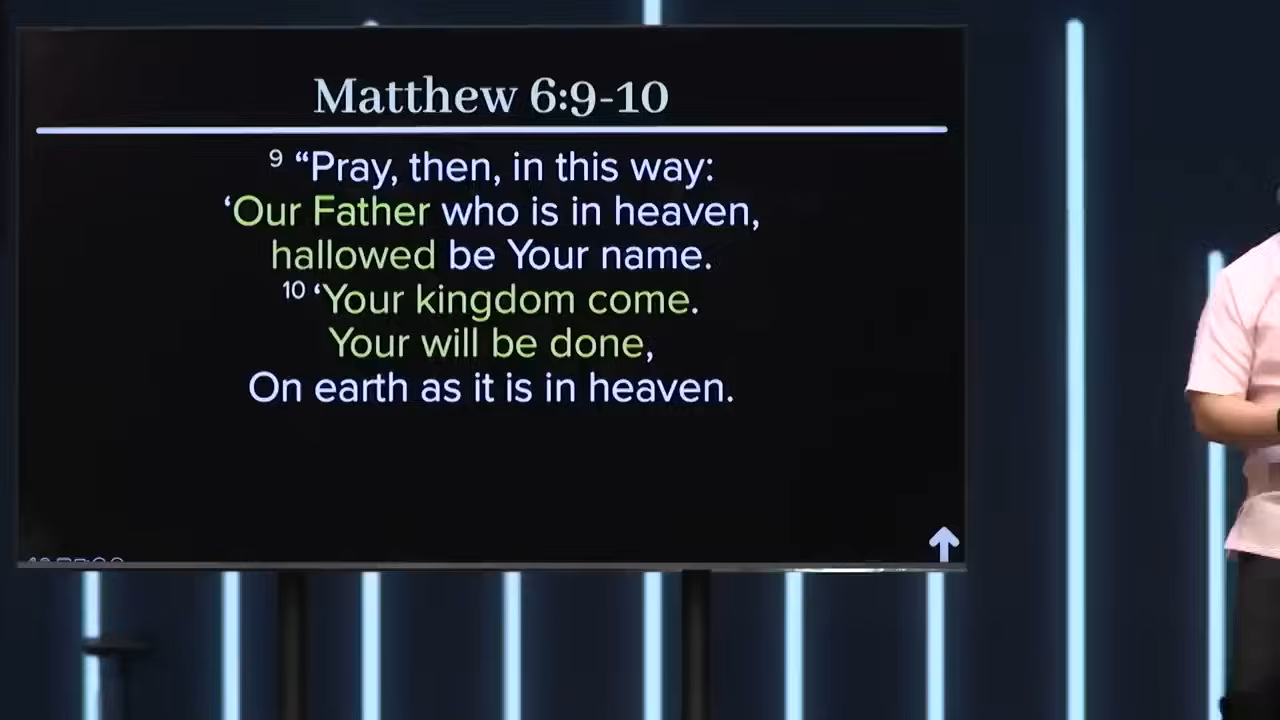 Matthew 6:9-10
9 “Pray, then, in this way:
‘Our Father who is in heaven,
hallowed be Your name.
10 ‘Your kingdom come.
Your will be done,
On earth as it is in heaven.